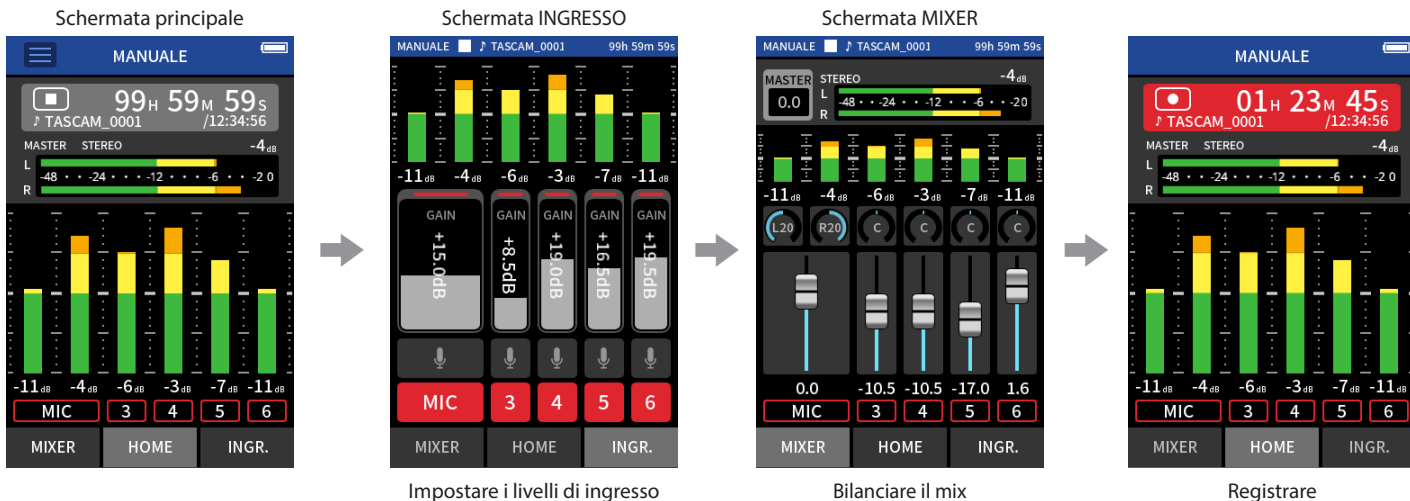 Schermata principale
MANUALE
99H 59M 59S
♪ TASCAM_0001 /12:34:56
MASTER STEREO -4dB
L
-48 • • -24 • • • -12 • • • -6 • • -2 0
R
-11dB -4dB -6dB -3dB -7dB -11dB
MIC 3 4 5 6
MIXER HOME INGR.
Schermata INGRESSO
MANUALE ♪ TASCAM_0001 99h 59m 59s
-11dB -4dB -6dB -3dB -7dB -11dB
GAIN GAIN GAIN GAIN GAIN
+15.0dB +8.5dB +19.0dB +16.5dB +19.5dB
MIC 3 4 5 6
MIXER HOME INGR.
Impostare i livelli di ingresso
Schermata MIXER
MANUALE ♪ TASCAM_0001 99h 59m 59s
MASTER STEREO -4dB
0.0
L
-48 • • -24 • • • -12 • • • -6 • • -20
R
-11dB -4dB -6dB -3dB -7dB -11dB
L20 R20 C C C C
0.0 -10.5 -10.5 -17.0 1.6
MIC 3 4 5 6
MIXER HOME INGR.
Bilanciare il mix
MANUALE
01H 23M 45S
♪ TASCAM_0001 /12:34:56
MASTER STEREO -4dB
L
-48 • • -24 • • • -12 • • • -6 • • -2 0
R
-11dB -4dB -6dB -3dB -7dB -11dB
MIC 3 4 5 6
MIXER HOME INGR.
Registrare